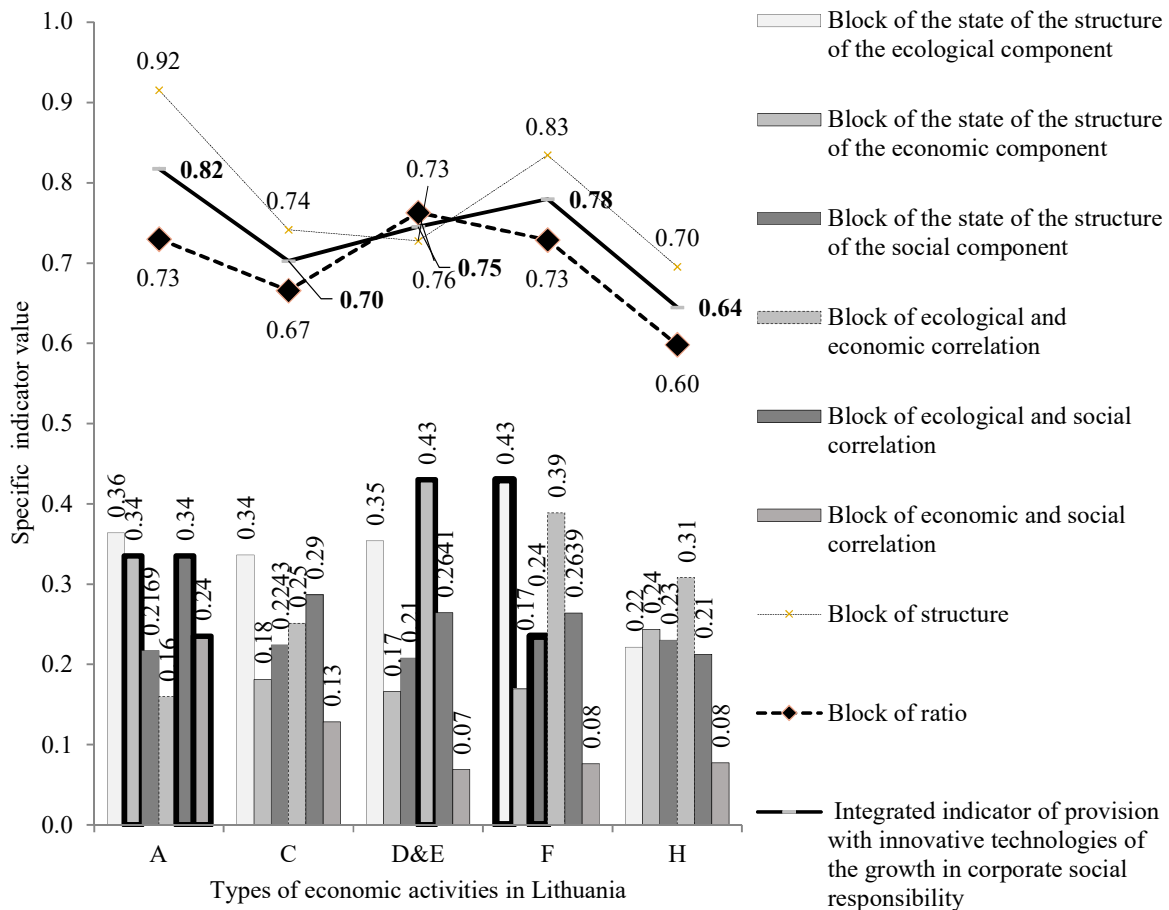 Specific indicator value
1.0
0.9
0.8
0.7
0.6
0.5
0.4
0.3
0.2
0.1
0.0
0.92
0.74
0.73
0.83
0.70
0.82
0.70
0.75
0.78
0.64
0.73
0.67
0.76
0.73
0.60
0.36
0.34
0.2169
0.16
0.34
0.24
0.34
0.18
0.2243
0.25
0.29
0.13
0.35
0.17
0.21
0.43
0.2641
0.07
0.43
0.17
0.24
0.39
0.2639
0.08
0.22
0.24
0.23
0.31
0.21
0.08
A
C
D&E
F
H
Types of economic activities in Lithuania
Block of the state of the structure
of the ecological component
Block of the state of the structure
of the economic component
Block of the state of the structure
of the social component
Block of ecological and
economic correlation
Block of ecological and social
correlation
Block of economic and social
correlation
Block of structure
Block of ratio
Integrated indicator of provision
with innovative technologies of
the growth in corporate social
responsibility